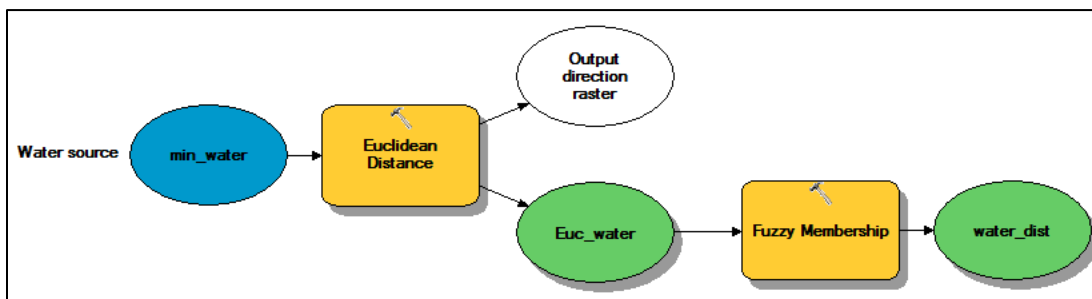 Water source
min_water
Euclidean
Distance
Output
direction
raster
Euc_water
Fuzzy Membership
water_dist